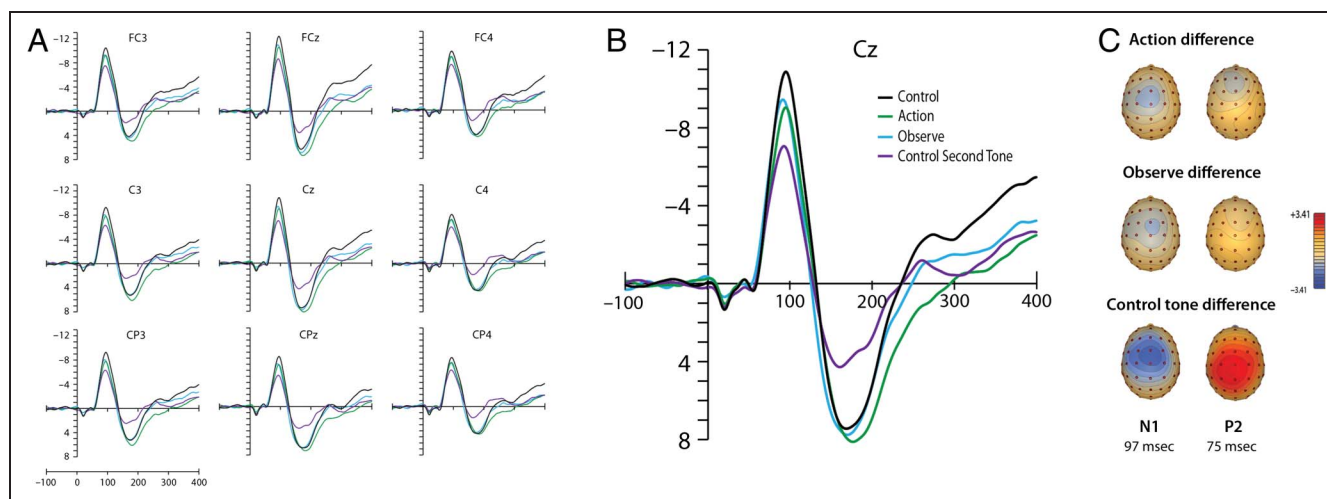 A
FC3
FCz
FC4
-12
-8
-4
4
8
C3
Cz
C4
-12
-8
-4
4
8
CP3
CPz
CP4
-12
-8
-4
4
8
-100 0 100 200 300 400
B
Cz
-12
-8
-4
4
8
-100
100
200
300
400
Control
Action
Observe
Control Second Tone
C
Action difference
Observe difference
+3.41
-3.41
Control tone difference
N1 P2
97 msec 75 msec